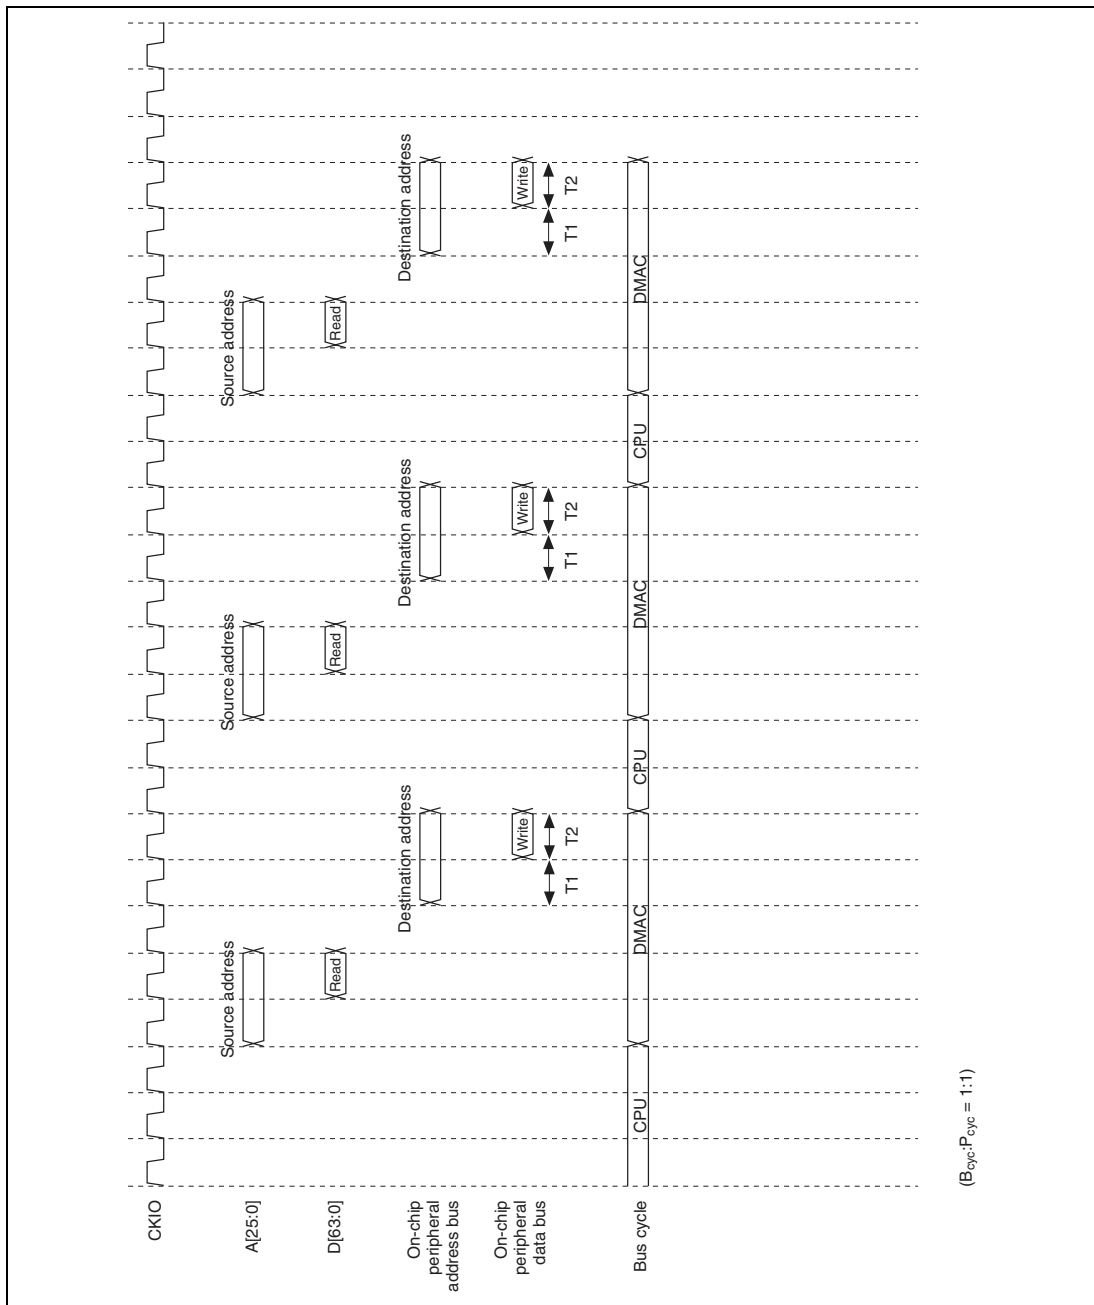 CKIO
A[25:0]
Source address
Source address
Source address
D[63:0]
Read
Read
Read
On-chip
peripheral
address bus
Destination address
Destination address
Destination address
On-chip
peripheral
data bus
Write
Write
Write
T1
T2
T1
T2
T1
T2
Bus cycle
CPU
DMAC
CPU
DMAC
CPU
DMAC
(Bcyc:Pcyc = 1:1)